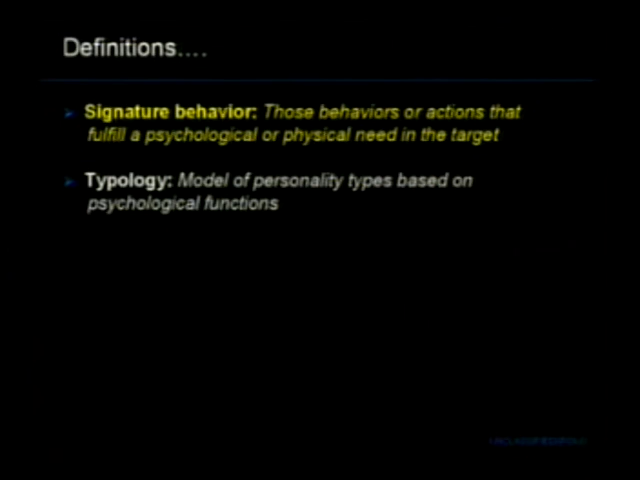 Definitions....
Signature behavior: Those behaviors or actions that
fulfill a psychological or physical need in the target
Typology: Model of personality types based on
psychological functions